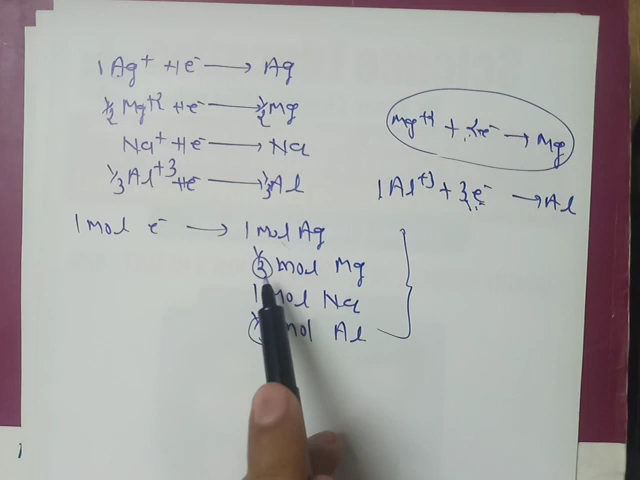 1Ag+ + 1e- → Ag
1/2 Mg+2 + 1e- → 1/2 Mg
Na+ + 1e- → Na
1/3 Al+3 + 1e- → 1/3 Al
Mg+2 + 2e- → Mg
1Al+3 + 3e- → Al
1 mol e- → 1 mol Ag
1/2 mol Mg
1 mol Na
mol Al